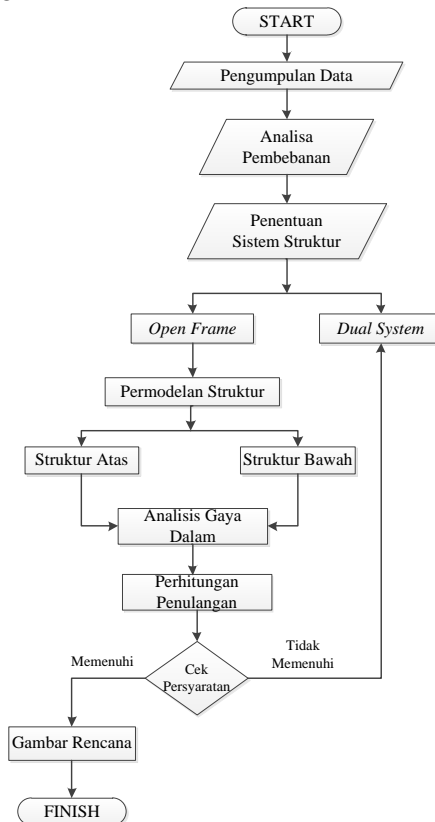 START
Pengumpulan Data
Analisa
Pembebanan
Penentuan
Sistem Struktur
Open Frame
Dual System
Permodelan Struktur
Struktur Atas
Struktur Bawah
Analisis Gaya
Dalam
Perhitungan
Penulangan
Memenuhi
Cek
Persyaratan
Tidak
Memenuhi
Gambar Rencana
FINISH